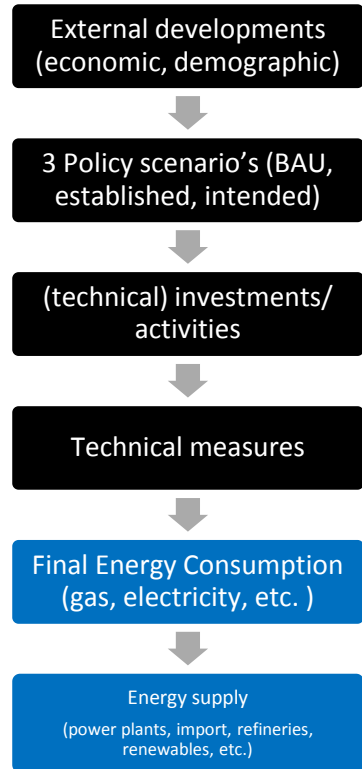 External developments
(economic, demographic)
3 Policy scenario's (BAU,
established, intended)
(technical) investments/
activities
Technical measures
Final Energy Consumption
(gas, electricity, etc. )
Energy supply
(power plants, import, refineries,
renewables, etc.)